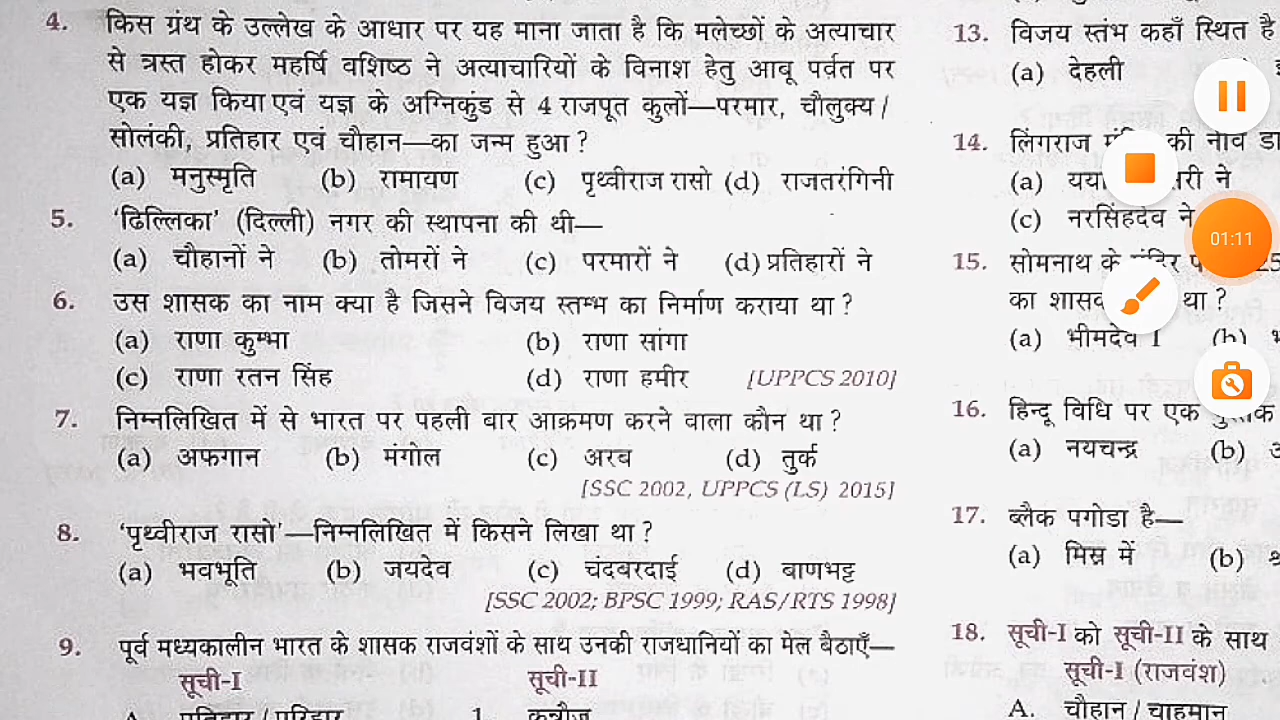 4. किस ग्रंथ के उल्लेख के आधार पर यह माना जाता है कि मलेच्छों के अत्याचार
से त्रस्त होकर महर्षि वशिष्ठ ने अत्याचारियों के विनाश हेतु आबू पर्वत पर
एक यज्ञ किया एवं यज्ञ के अग्निकुंड से 4 राजपूत कुलों—परमार, चौलुक्य/
सोलंकी, प्रतिहार एवं चौहान—का जन्म हुआ?
(a) मनुस्मृति (b) रामायण (c) पृथ्वीराज रासो (d) राजतरंगिनी
5. 'ढिल्लिका' (दिल्ली) नगर की स्थापना की थी—
(a) चौहानों ने (b) तोमरों ने (c) परमारों ने (d) प्रतिहारों ने
6. उस शासक का नाम क्या है जिसने विजय स्तम्भ का निर्माण कराया था?
(a) राणा कुम्भा (b) राणा सांगा
(c) राणा रतन सिंह (d) राणा हमीर [UPPCS 2010]
7. निम्नलिखित में से भारत पर पहली बार आक्रमण करने वाला कौन था?
(a) अफगान (b) मंगोल (c) अरब (d) तुर्क
[SSC 2002, UPPCS (LS) 2015]
8. 'पृथ्वीराज रासो'—निम्नलिखित में किसने लिखा था?
(a) भवभूति (b) जयदेव (c) चंदबरदाई (d) बाणभट्ट
[SSC 2002; BPSC 1999; RAS/RTS 1998]
9. पूर्व मध्यकालीन भारत के शासक राजवंशों के साथ उनकी राजधानियों का मेल बैठाएँ—
सूची-I सूची-II
A. प्रतिहार/परिहार 1. कन्नौज
13. विजय स्तंभ कहाँ स्थित है
(a) देहली
14. लिंगराज की नींव
(a) ने
(c) नरसिंहदेव ने
15. सोमनाथ के
का था?
(a) भीमदेव I (b)
16. हिन्दू विधि पर एक
(a) नयचन्द्र (b)
17. ब्लैक पगोडा है—
(a) मिस्र में (b)
18. सूची-I को सूची-II के साथ
सूची-I (राजवंश)
A. चौहान/चाहमान
01:11